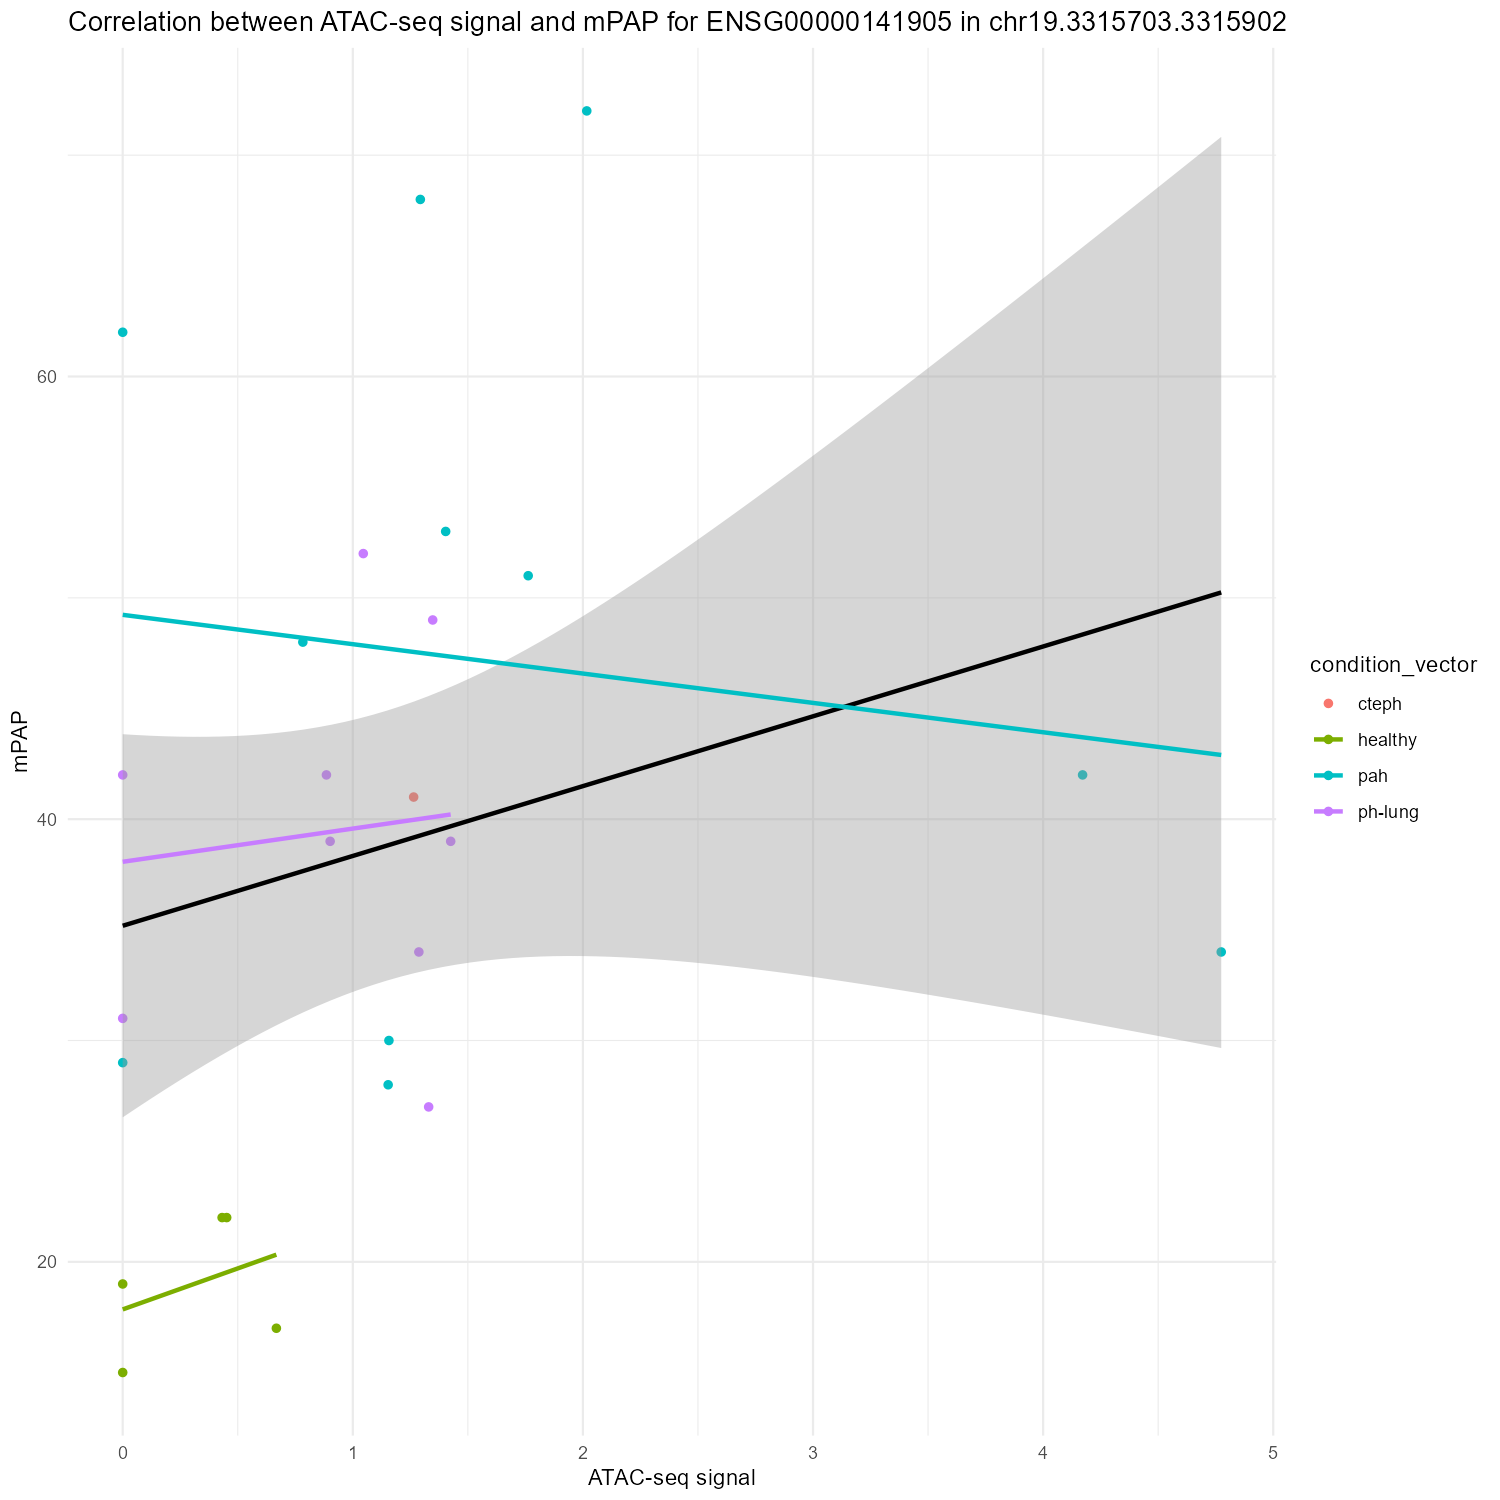 Correlation between ATAC-seq signal and mPAP for ENSG00000141905 in chr19.3315703.3315902
60
40
20
mPAP
0 1 2 3 4 5
ATAC-seq signal
condition_vector
cteph
healthy
pah
ph-lung